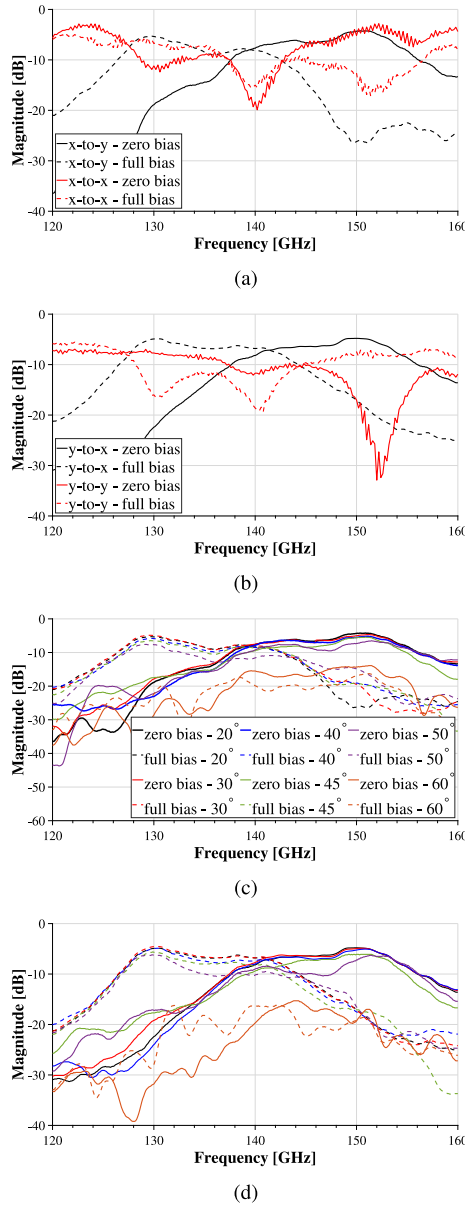 0
-10
-20
-30
-40
Magnitude [dB]
x-to-y - zero bias
x-to-y - full bias
x-to-x - zero bias
x-to-x - full bias
120 130 140 150 160
Frequency [GHz]
(a)
0
-10
-20
-30
-40
Magnitude [dB]
y-to-x - zero bias
y-to-x - full bias
y-to-y - zero bias
y-to-y - full bias
120 130 140 150 160
Frequency [GHz]
(b)
0
-10
-20
-30
-40
-50
-60
Magnitude [dB]
zero bias - 20° zero bias - 40° zero bias - 50°
full bias - 20° full bias - 40° full bias - 50°
zero bias - 30° zero bias - 45° zero bias - 60°
full bias - 30° full bias - 45° full bias - 60°
120 130 140 150 160
Frequency [GHz]
(c)
0
-10
-20
-30
-40
Magnitude [dB]
120 130 140 150 160
Frequency [GHz]
(d)